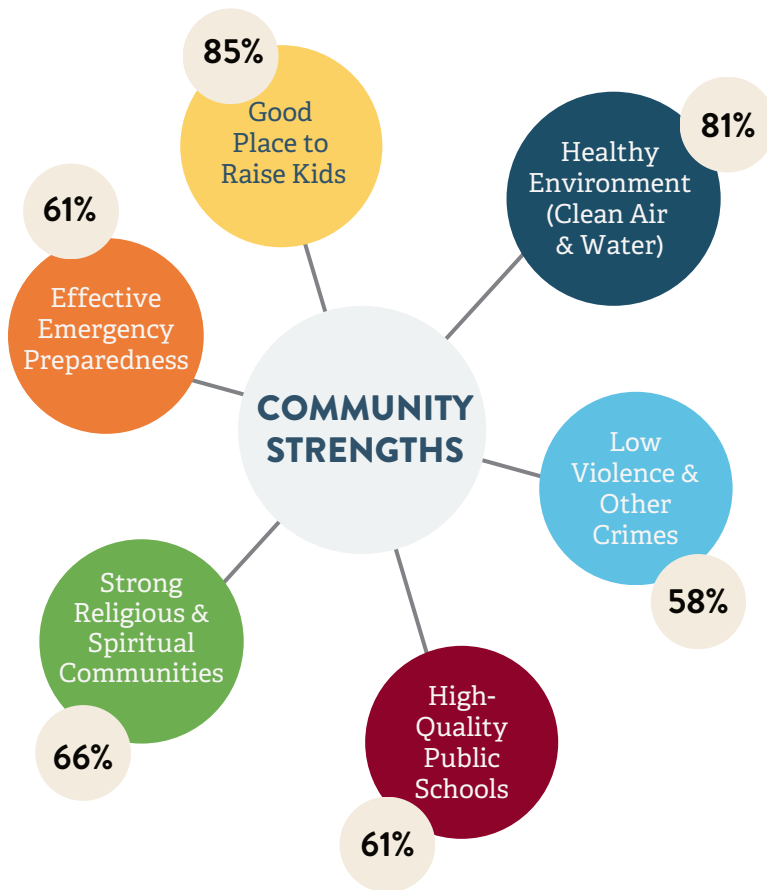 85%
Good
Place to
Raise Kids
81%
Healthy
Environment
(Clean Air
& Water)
61%
Effective
Emergency
Preparedness
COMMUNITY
STRENGTHS
Low
Violence &
Other
Crimes
58%
Strong
Religious &
Spiritual
Communities
66%
High-
Quality
Public
Schools
61%